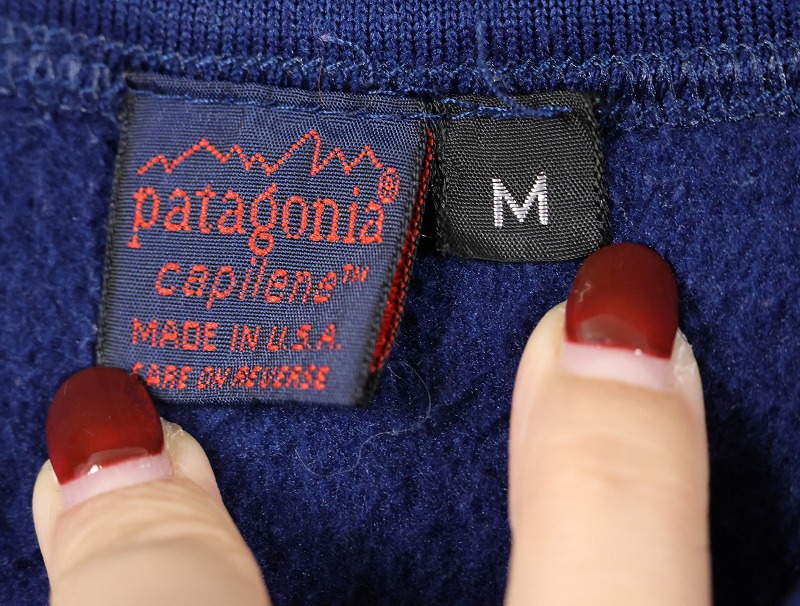 patagonia®
capilene™
MADE IN U.S.A.
CARE ON REVERSE
M